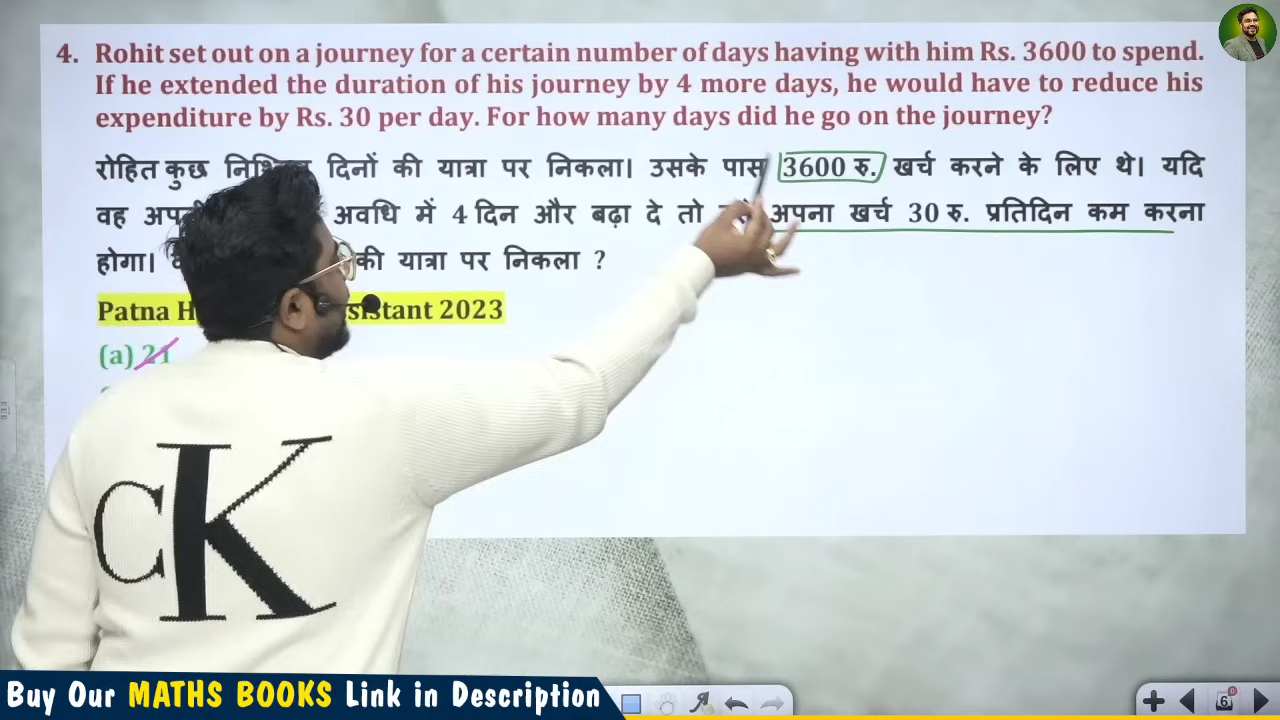 4. Rohit set out on a journey for a certain number of days having with him Rs. 3600 to spend.
If he extended the duration of his journey by 4 more days, he would have to reduce his
expenditure by Rs. 30 per day. For how many days did he go on the journey?
रोहित कुछ दिनों की यात्रा पर निकला। उसके पास 3600 रु. खर्च करने के लिए थे। यदि
वह अवधि में 4 दिन और बढ़ा दे तो अपना खर्च 30 रु. प्रतिदिन कम करना
होगा। की यात्रा पर निकला ?
Patna 2023
(a) 21
CK
Buy Our MATHS BOOKS Link in Description
6